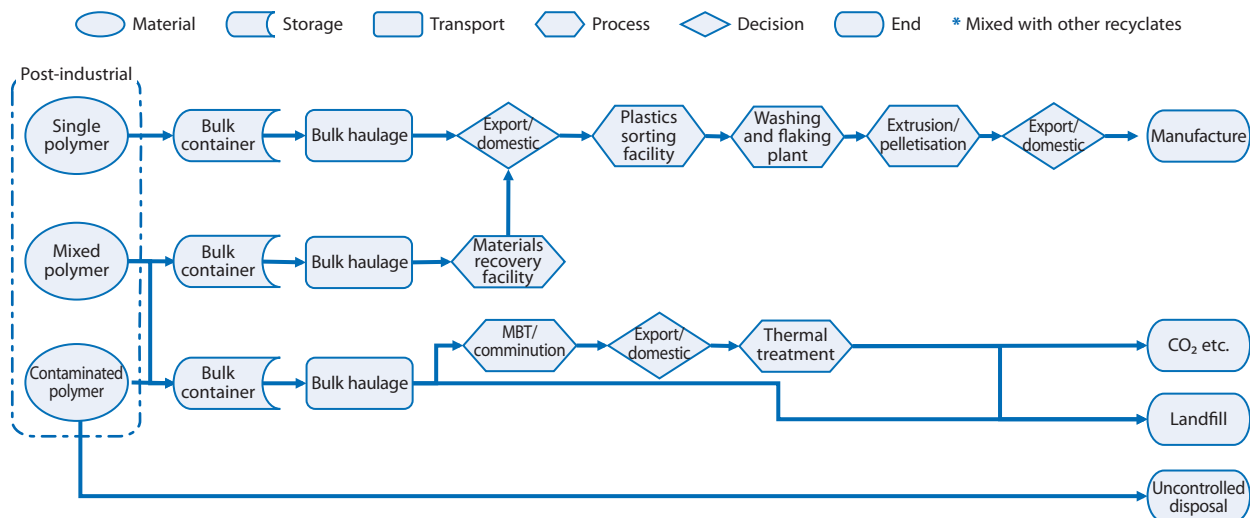 Material
Storage
Transport
Process
Decision
End
* Mixed with other recyclates
Post-industrial
Single
polymer
Bulk
container
Bulk haulage
Export/
domestic
Plastics
sorting
facility
Washing
and flaking
plant
Extrusion/
pelletisation
Export/
domestic
Manufacture
Mixed
polymer
Bulk
container
Bulk haulage
Materials
recovery
facility
MBT/
comminution
Export/
domestic
Thermal
treatment
CO₂ etc.
Contaminated
polymer
Bulk
container
Bulk haulage
Landfill
Uncontrolled
disposal